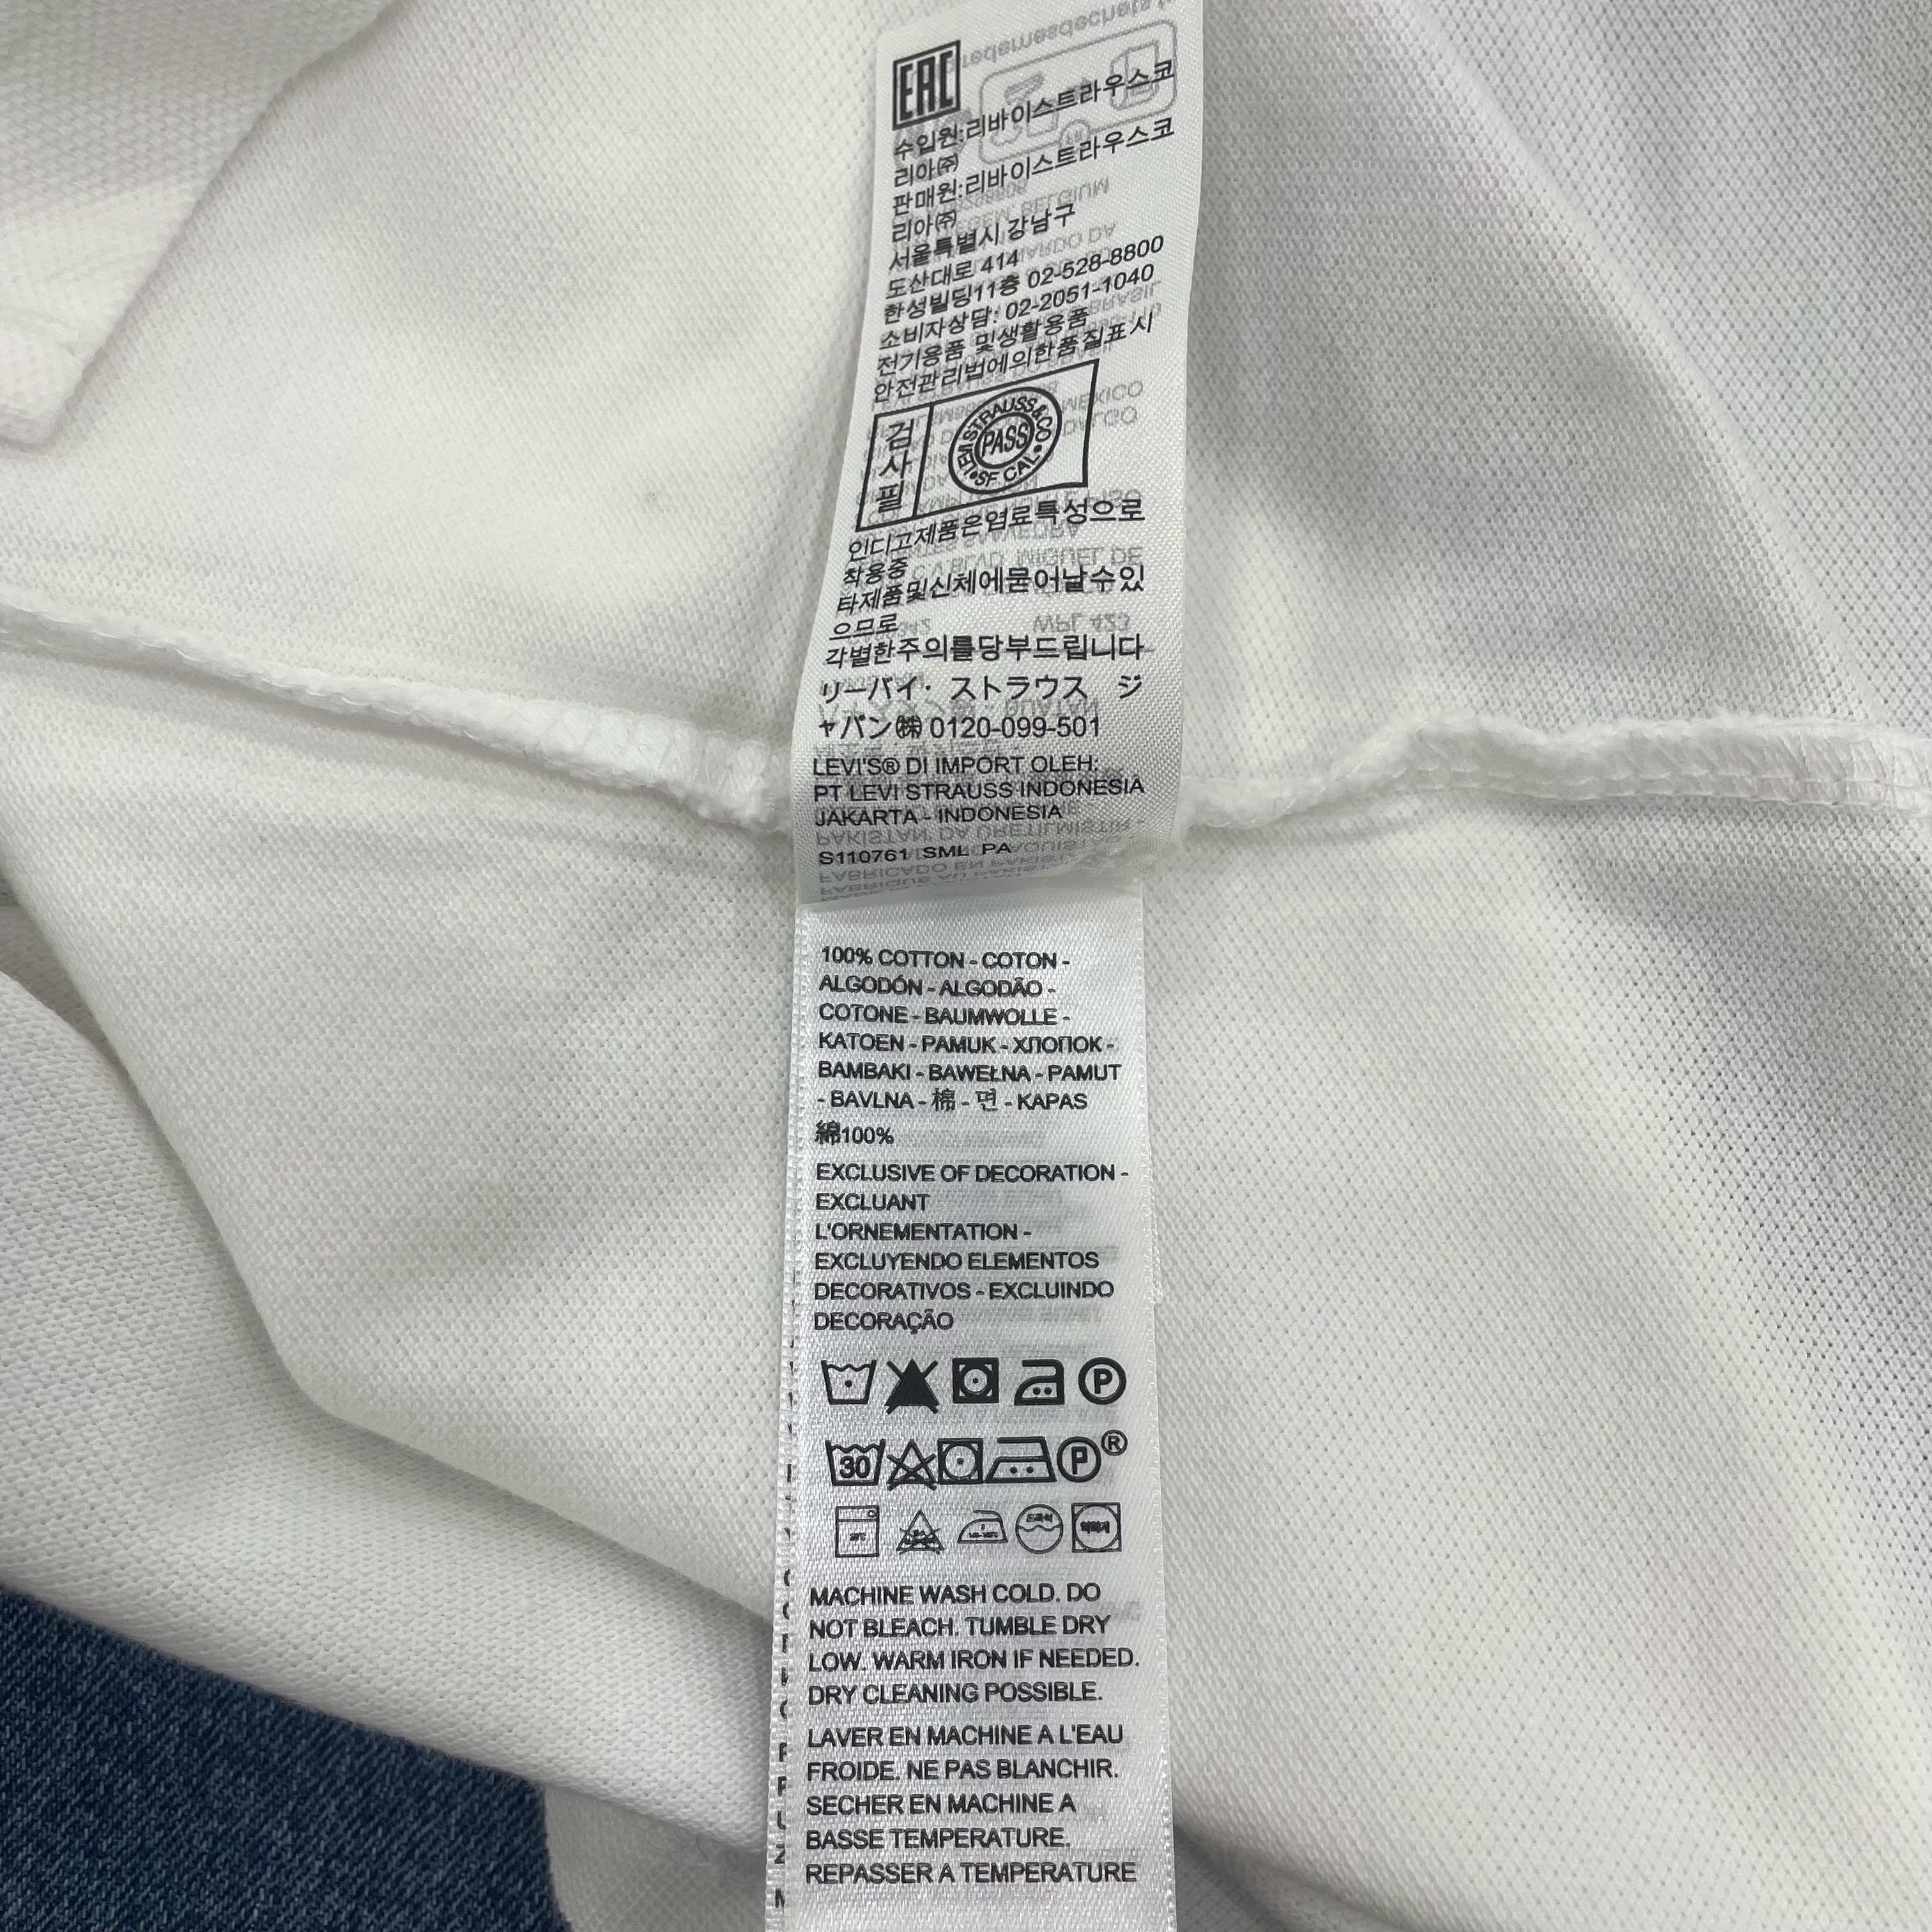 EAC
수입원:리바이스트라우스코
리아㈜
판매원:리바이스트라우스코
리아㈜
서울특별시 강남구
도산대로 414
한성빌딩11층 02-528-8800
소비자상담: 02-2051-1040
전기용품 및생활용품
안전관리법에의한품질표시
검사필
LEVI STRAUSS & CO
PASS
SF CAL
인디고제품은염료특성으로
착용중
타제품및신체에묻어날수있
으므로
각별한주의를당부드립니다
リーバイ・ストラウス ジ
ャパン㈱ 0120-099-501
LEVI'S® DI IMPORT OLEH:
PT LEVI STRAUSS INDONESIA
JAKARTA - INDONESIA
S110761 SML PA
100% COTTON - COTON -
ALGODÓN - ALGODÃO -
COTONE - BAUMWOLLE -
KATOEN - PAMUK - ХЛОПОК -
BAMBAKI - BAWEŁNA - PAMUT
- BAVLNA - 棉 - 면 - KAPAS
綿100%
EXCLUSIVE OF DECORATION -
EXCLUANT
L'ORNEMENTATION -
EXCLUYENDO ELEMENTOS
DECORATIVOS - EXCLUINDO
DECORAÇÃO
P
30 P ®
MACHINE WASH COLD. DO
NOT BLEACH. TUMBLE DRY
LOW. WARM IRON IF NEEDED.
DRY CLEANING POSSIBLE.
LAVER EN MACHINE A L'EAU
FROIDE. NE PAS BLANCHIR.
SECHER EN MACHINE A
BASSE TEMPERATURE.
REPASSER A TEMPERATURE